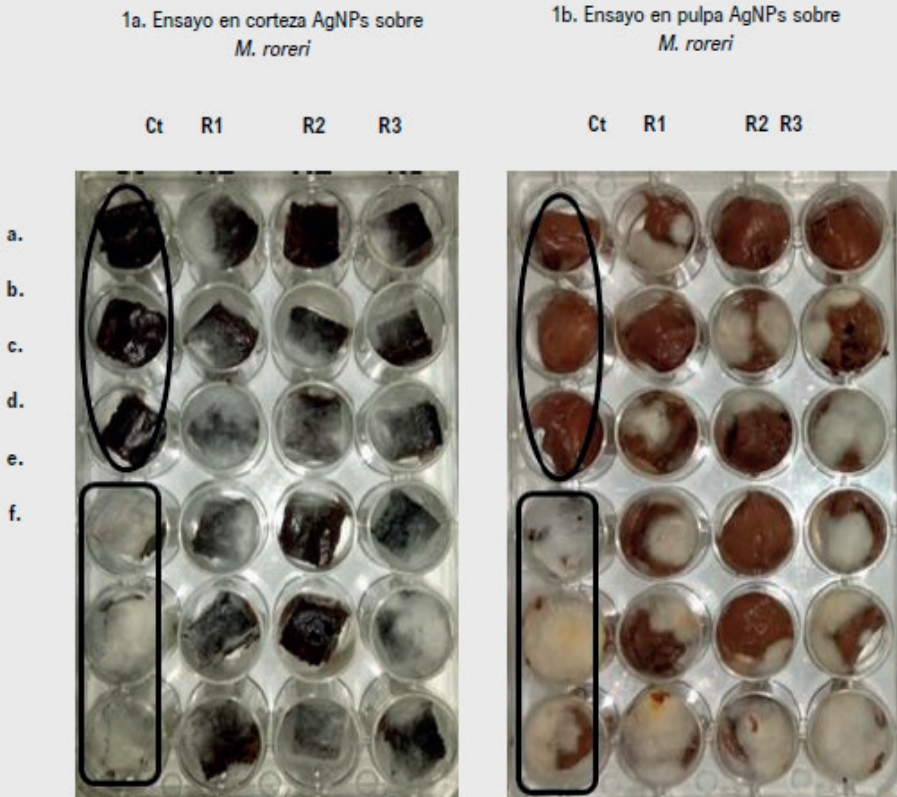 1a. Ensayo en corteza AgNPs sobre
M. roreri
1b. Ensayo en pulpa AgNPs sobre
M. roreri
Ct R1 R2 R3
Ct R1 R2 R3
a.
b.
c.
d.
e.
f.